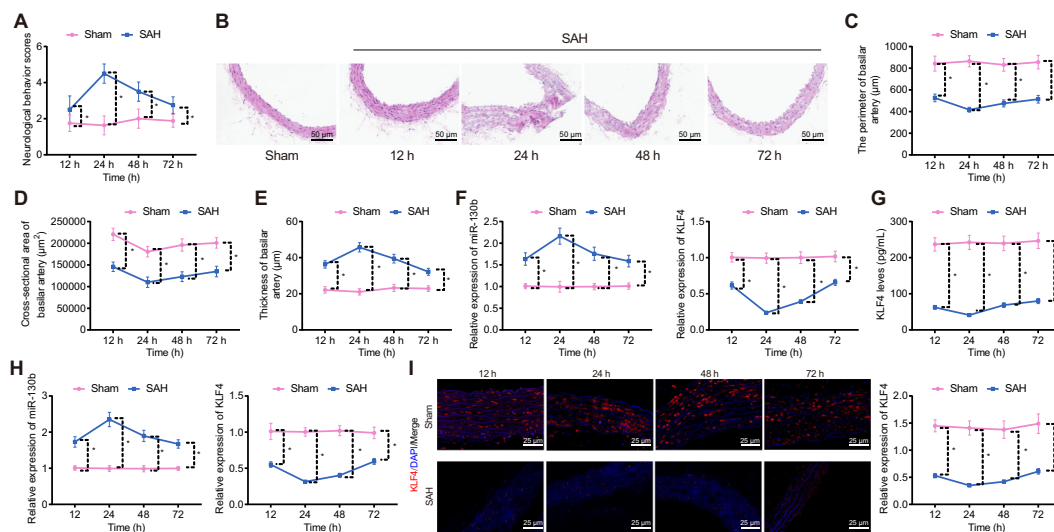 A
Sham SAH
Neurological behavior scores
6
4
2
0
12 h 24 h 48 h 72 h
Time (h)
* * * *
B
SAH
50 µm 50 µm 50 µm 50 µm 50 µm
Sham 12 h 24 h 48 h 72 h
C
Sham SAH
The perimeter of basilar
artery (µm)
1000
800
600
400
200
0
12 h 24 h 48 h 72 h
Time (h)
* * * *
D
Sham SAH
Cross-sectional area of
basilar artery (µm²)
250000
200000
150000
100000
50000
0
12 h 24 h 48 h 72 h
Time (h)
* * * *
E
Sham SAH
Thickness of basilar
artery (µm)
60
40
20
0
12 h 24 h 48 h 72 h
Time (h)
* * * *
F
Sham SAH
Relative expression of miR-130b
2.5
2.0
1.5
1.0
0.5
0.0
12 h 24 h 48 h 72 h
Time (h)
* * * *
Sham SAH
Relative expression of KLF4
1.5
1.0
0.5
0.0
12 24 48 72
Time (h)
* * * *
G
Sham SAH
KLF4 levels (pg/mL)
300
200
100
0
12 h 24 h 48 h 72 h
Time (h)
* * * *
H
Sham SAH
Relative expression of miR-130b
3
2
1
0
12 24 48 72
Time (h)
* * * *
Sham SAH
Relative expression of KLF4
1.5
1.0
0.5
0.0
12 24 48 72
Time (h)
* * * *
I
12 h 24 h 48 h 72 h
KLF4/DAPI/Merge
Sham
25 µm 25 µm 25 µm 25 µm
SAH
25 µm 25 µm 25 µm 25 µm
Sham SAH
Relative expression of KLF4
2.0
1.5
1.0
0.5
0.0
12 24 48 72
Time (h)
* * * *